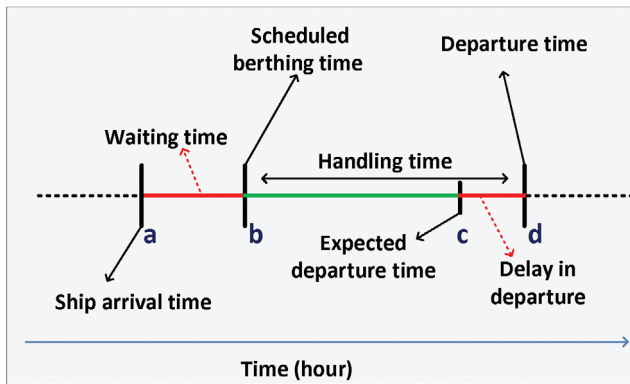 Scheduled
berthing time
Departure time
Waiting time
Handling time
a
b
c
d
Expected
departure time
Delay in
departure
Ship arrival time
Time (hour)